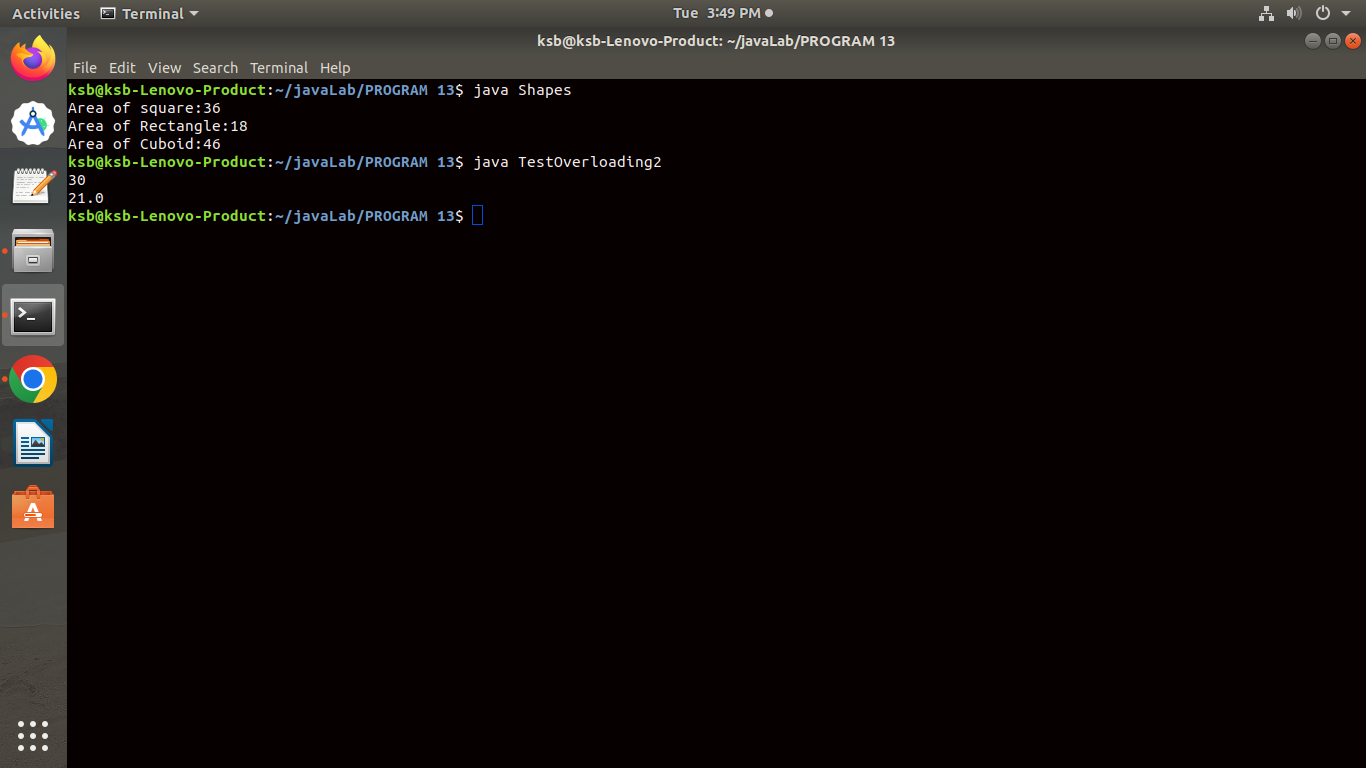 Activities Terminal Tue 3:49 PM
ksb@ksb-Lenovo-Product: ~/javaLab/PROGRAM 13
File Edit View Search Terminal Help
ksb@ksb-Lenovo-Product:~/javaLab/PROGRAM 13$ java Shapes
Area of square:36
Area of Rectangle:18
Area of Cuboid:46
ksb@ksb-Lenovo-Product:~/javaLab/PROGRAM 13$ java TestOverloading2
30
21.0
ksb@ksb-Lenovo-Product:~/javaLab/PROGRAM 13$